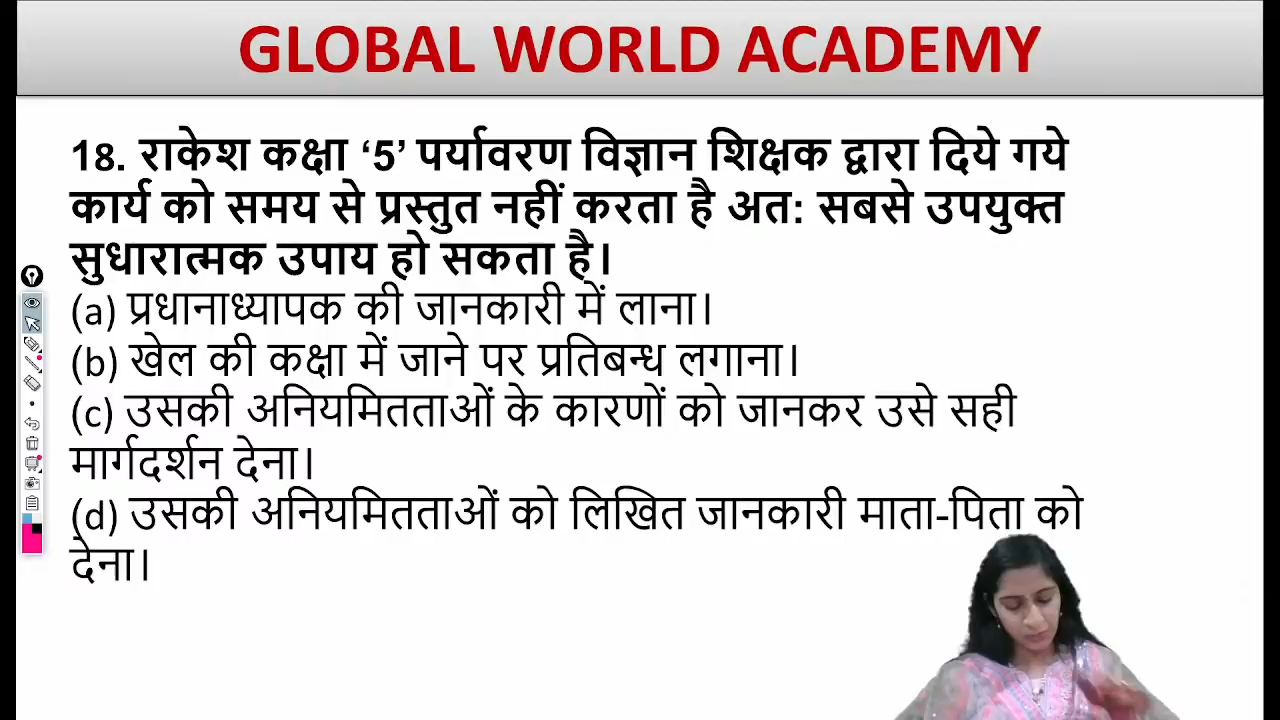 GLOBAL WORLD ACADEMY
18. राकेश कक्षा ‘5’ पर्यावरण विज्ञान शिक्षक द्वारा दिये गये
कार्य को समय से प्रस्तुत नहीं करता है अत: सबसे उपयुक्त
सुधारात्मक उपाय हो सकता है।
(a) प्रधानाध्यापक की जानकारी में लाना।
(b) खेल की कक्षा में जाने पर प्रतिबन्ध लगाना।
(c) उसकी अनियमितताओं के कारणों को जानकर उसे सही
मार्गदर्शन देना।
(d) उसकी अनियमितताओं को लिखित जानकारी माता-पिता को
देना।